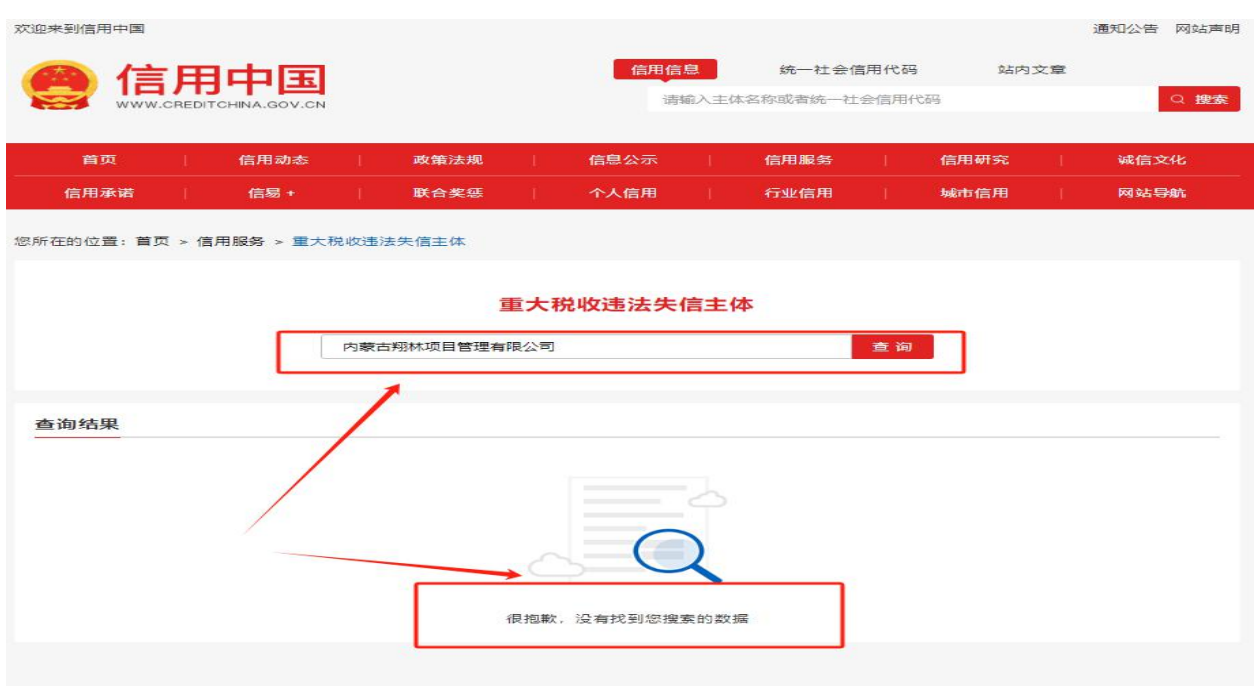 欢迎来到信用中国 通知公告 网站声明
信用信息 统一社会信用代码 站内文章
信用中国
WWW.CREDITCHINA.GOV.CN
请输入主体名称或者统一社会信用代码 搜索
首页 | 信用动态 | 政策法规 | 信息公示 | 信用服务 | 信用研究 | 诚信文化
信用承诺 | 信易+ | 联合奖惩 | 个人信用 | 行业信用 | 城市信用 | 网站导航
您所在的位置：首页 > 信用服务 > 重大税收违法失信主体
重大税收违法失信主体
内蒙古翔林项目管理有限公司 查询
查询结果
很抱歉，没有找到您搜索的数据